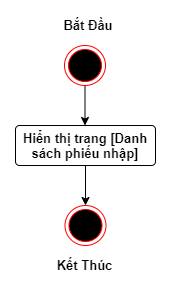 Bắt Đầu
Hiển thị trang [Danh
sách phiếu nhập]
Kết Thúc